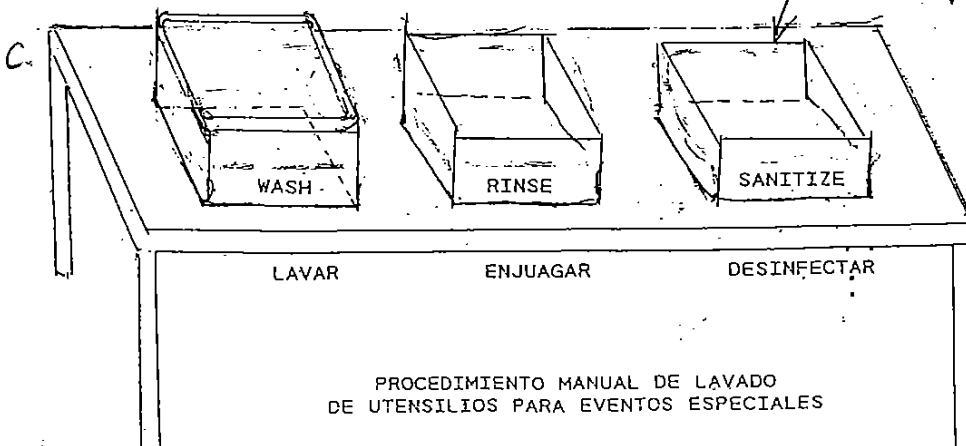 C.
WASH
RINSE
SANITIZE
LAVAR
ENJUAGAR
DESINFECTAR
PROCEDIMIENTO MANUAL DE LAVADO
DE UTENSILIOS PARA EVENTOS ESPECIALES